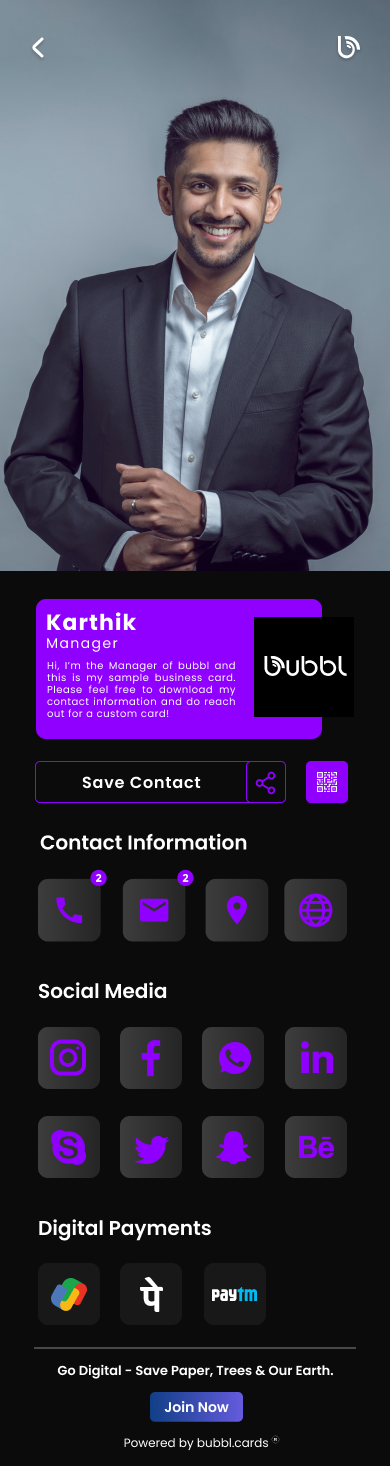 Karthik
Manager
Hi, I'm the Manager of bubbl and
this is my sample business card.
Please feel free to download my
contact information and do reach
out for a custom card!
bubbl
Save Contact
Contact Information
2 2
Social Media
Bē
Digital Payments
पे paytm
Go Digital - Save Paper, Trees & Our Earth.
Join Now
Powered by bubbl.cards